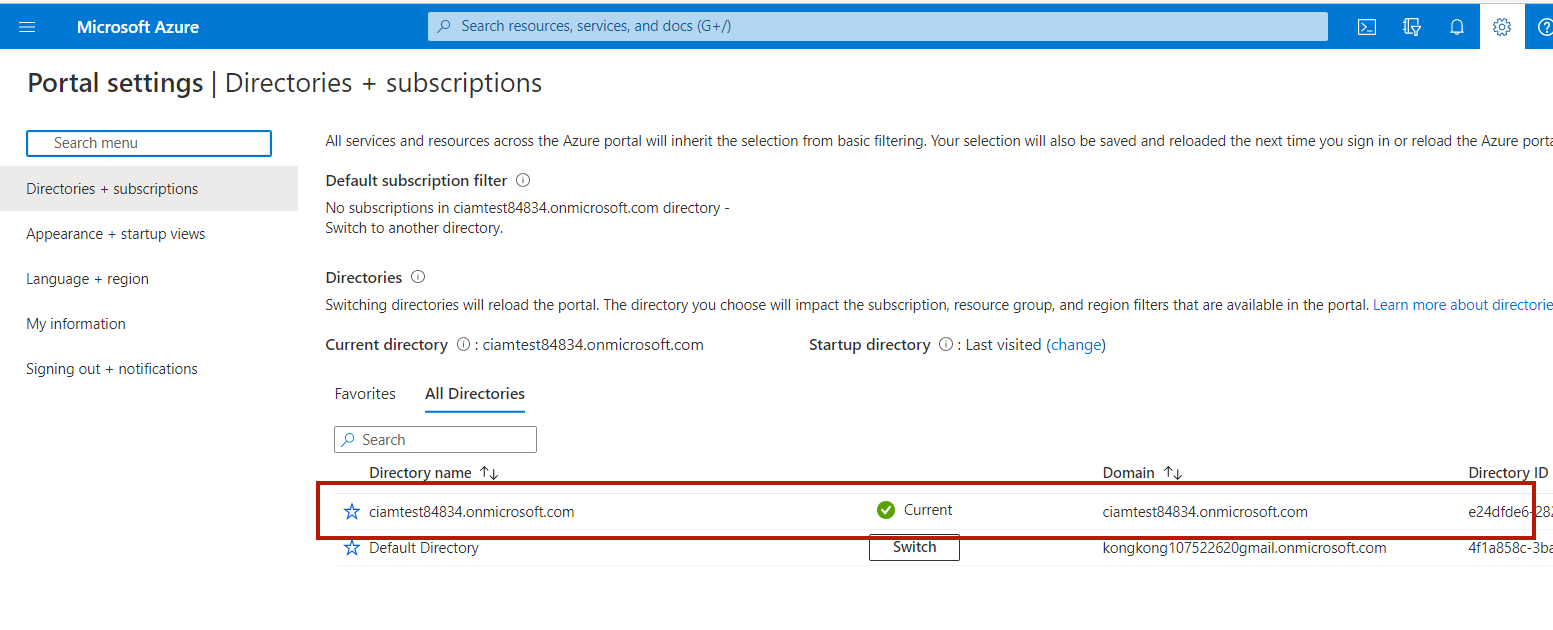 Microsoft Azure
Search resources, services, and docs (G+/)
Portal settings | Directories + subscriptions
Search menu
Directories + subscriptions
Appearance + startup views
Language + region
My information
Signing out + notifications
All services and resources across the Azure portal will inherit the selection from basic filtering. Your selection will also be saved and reloaded the next time you sign in or reload the Azure porta
Default subscription filter
No subscriptions in ciamtest84834.onmicrosoft.com directory -
Switch to another directory.
Directories
Switching directories will reload the portal. The directory you choose will impact the subscription, resource group, and region filters that are available in the portal. Learn more about directorie
Current directory : ciamtest84834.onmicrosoft.com Startup directory : Last visited (change)
Favorites All Directories
Search
Directory name Domain Directory ID
ciamtest84834.onmicrosoft.com Current ciamtest84834.onmicrosoft.com e24dfde6-282
Default Directory Switch kongkong107522620gmail.onmicrosoft.com 4f1a858c-3ba